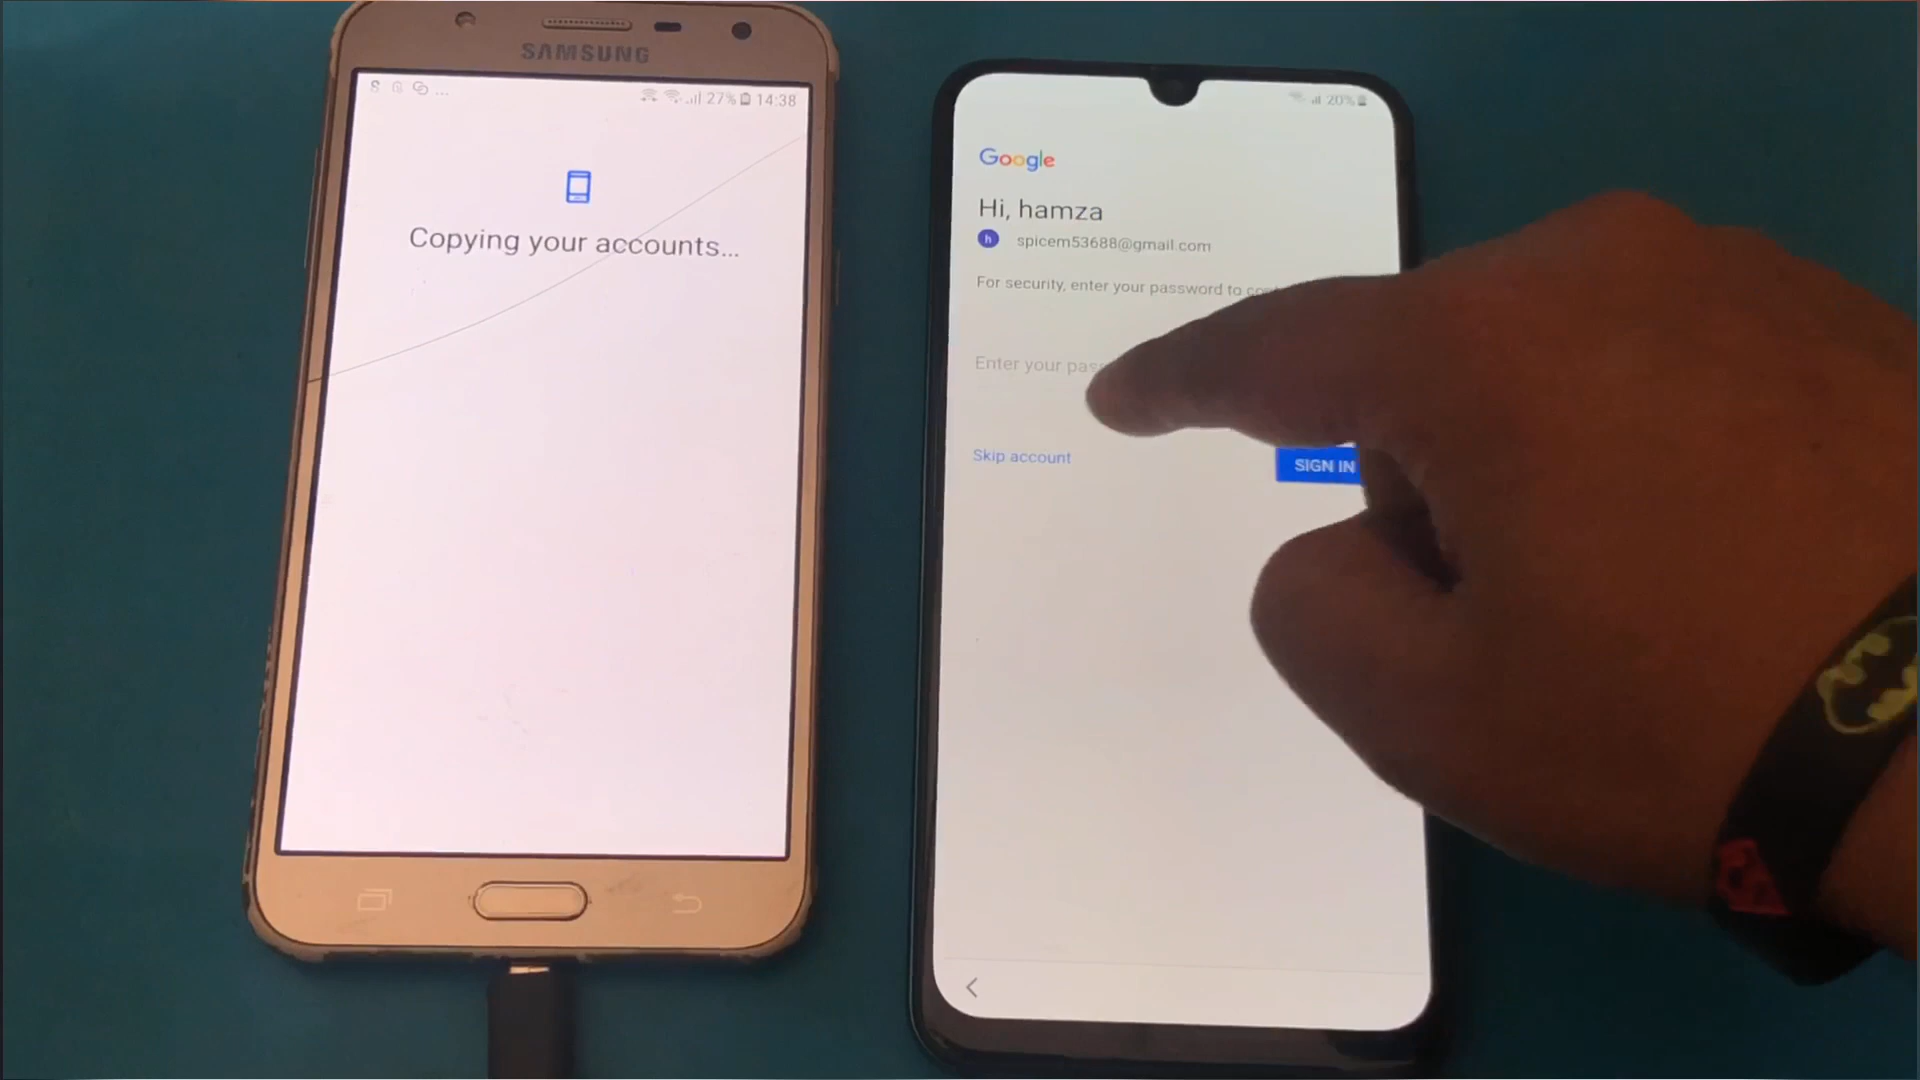 SAMSUNG
27% 14:38
Copying your accounts...
20%
Google
Hi, hamza
h
spicem53688@gmail.com
For security, enter your password to
Enter your
Skip account
SIGN IN